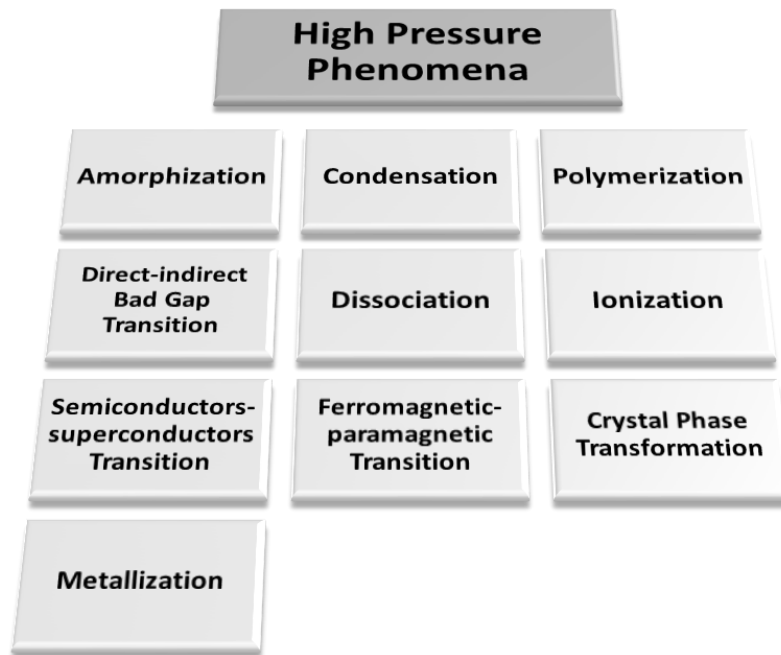 High Pressure
Phenomena
Amorphization
Condensation
Polymerization
Direct-indirect
Bad Gap
Transition
Dissociation
Ionization
Semiconductors-
superconductors
Transition
Ferromagnetic-
paramagnetic
Transition
Crystal Phase
Transformation
Metallization